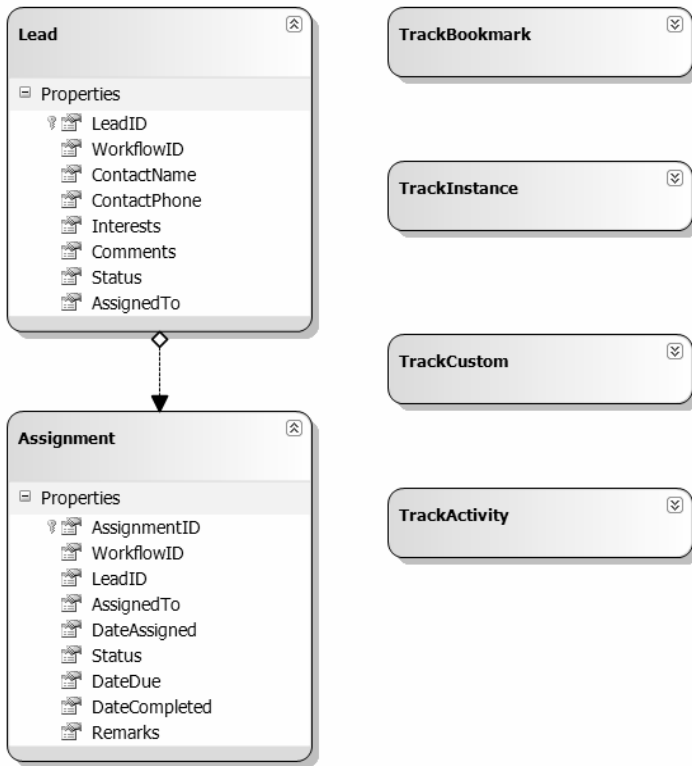 Lead
Properties
LeadID
WorkflowID
ContactName
ContactPhone
Interests
Comments
Status
AssignedTo
Assignment
Properties
AssignmentID
WorkflowID
LeadID
AssignedTo
DateAssigned
Status
DateDue
DateCompleted
Remarks
TrackBookmark
TrackInstance
TrackCustom
TrackActivity